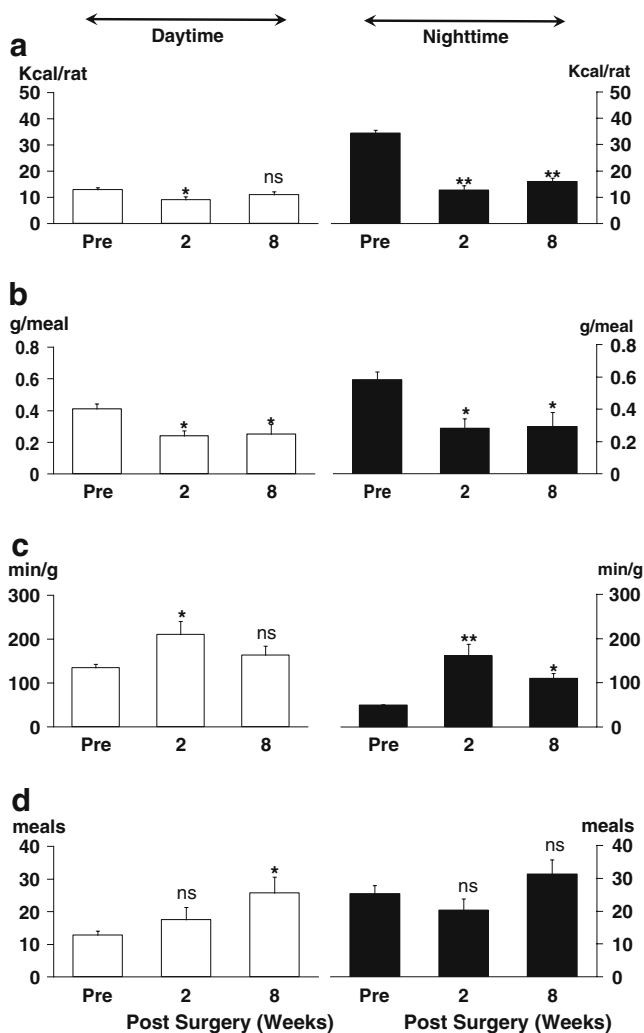 Daytime Nighttime
a
Kcal/rat Kcal/rat
50 50
40 40
30 ns 30
20 * ** ** 20
10 10
0 0
Pre 2 8 Pre 2 8
b
g/meal g/meal
0.8 0.8
0.6 0.6
0.4 * * * * 0.4
0.2 0.2
0 0
Pre 2 8 Pre 2 8
c
min/g min/g
300 300
200 * ns ** * 200
100 100
0 0
Pre 2 8 Pre 2 8
d
meals meals
40 ns 40
30 * 30
20 ns ns 20
10 10
0 0
Pre 2 8 Pre 2 8
Post Surgery (Weeks) Post Surgery (Weeks)